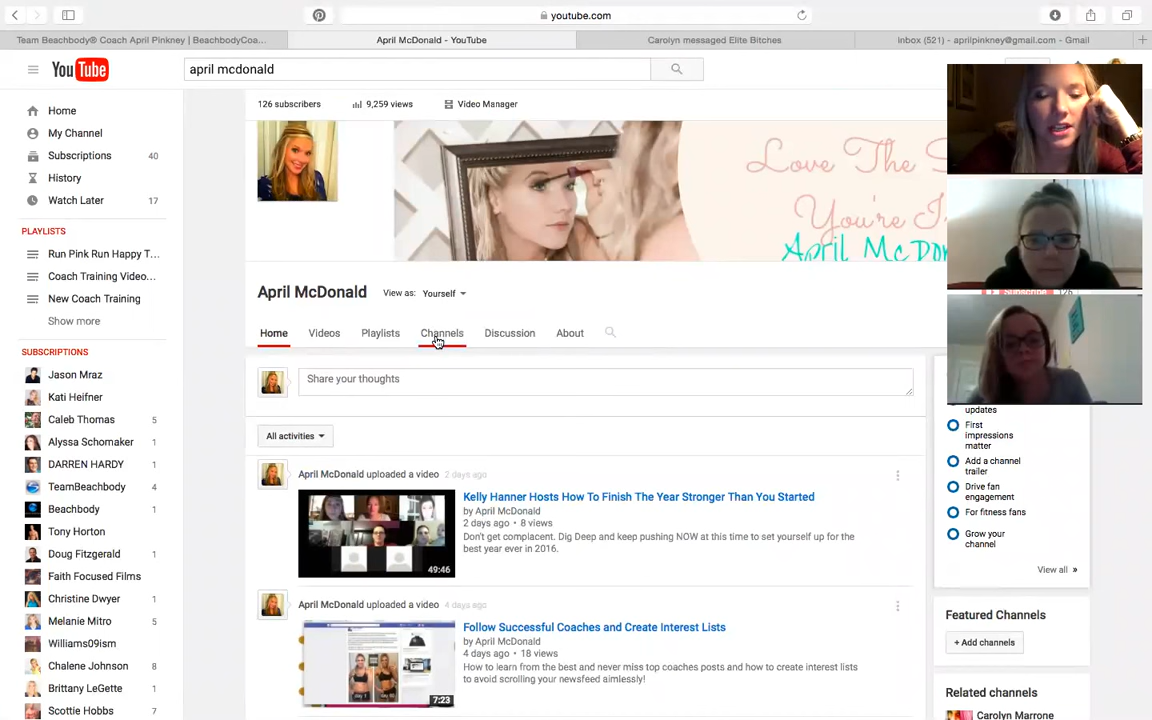 youtube.com
Team Beachbody® Coach April Pinkney | BeachbodyCoa...
April McDonald - YouTube
Carolyn messaged Elite Bitches
Inbox (521) - aprilpinkney@gmail.com - Gmail
YouTube
april mcdonald
126 subscribers
9,259 views
Video Manager
Home
My Channel
Subscriptions 40
History
Watch Later 17
PLAYLISTS
Run Pink Run Happy T...
Coach Training Video...
New Coach Training
Show more
SUBSCRIPTIONS
Jason Mraz
Kati Heifner
Caleb Thomas 5
Alyssa Schomaker 1
DARREN HARDY 1
TeamBeachbody 4
Beachbody 1
Tony Horton
Doug Fitzgerald 1
Faith Focused Films
Christine Dwyer 1
Melanie Mitro 5
Williams09ism
Chalene Johnson 8
Brittany LeGette 2
Scottie Hobbs 7
Love The S
You're I
April McDon
April McDonald
View as: Yourself
Subscribe 126
Home
Videos
Playlists
Channels
Discussion
About
Share your thoughts
All activities
April McDonald uploaded a video 2 days ago
Kelly Hanner Hosts How To Finish The Year Stronger Than You Started
by April McDonald
2 days ago • 8 views
Don't get complacent. Dig Deep and keep pushing NOW at this time to set yourself up for the
best year ever in 2016.
49:46
April McDonald uploaded a video 4 days ago
Follow Successful Coaches and Create Interest Lists
by April McDonald
4 days ago • 18 views
How to learn from the best and never miss top coaches posts and how to create interest lists
to avoid scrolling your newsfeed aimlessly!
7:23
updates
First
impressions
matter
Add a channel
trailer
Drive fan
engagement
For fitness fans
Grow your
channel
View all »
Featured Channels
+ Add channels
Related channels
Carolyn Marrone